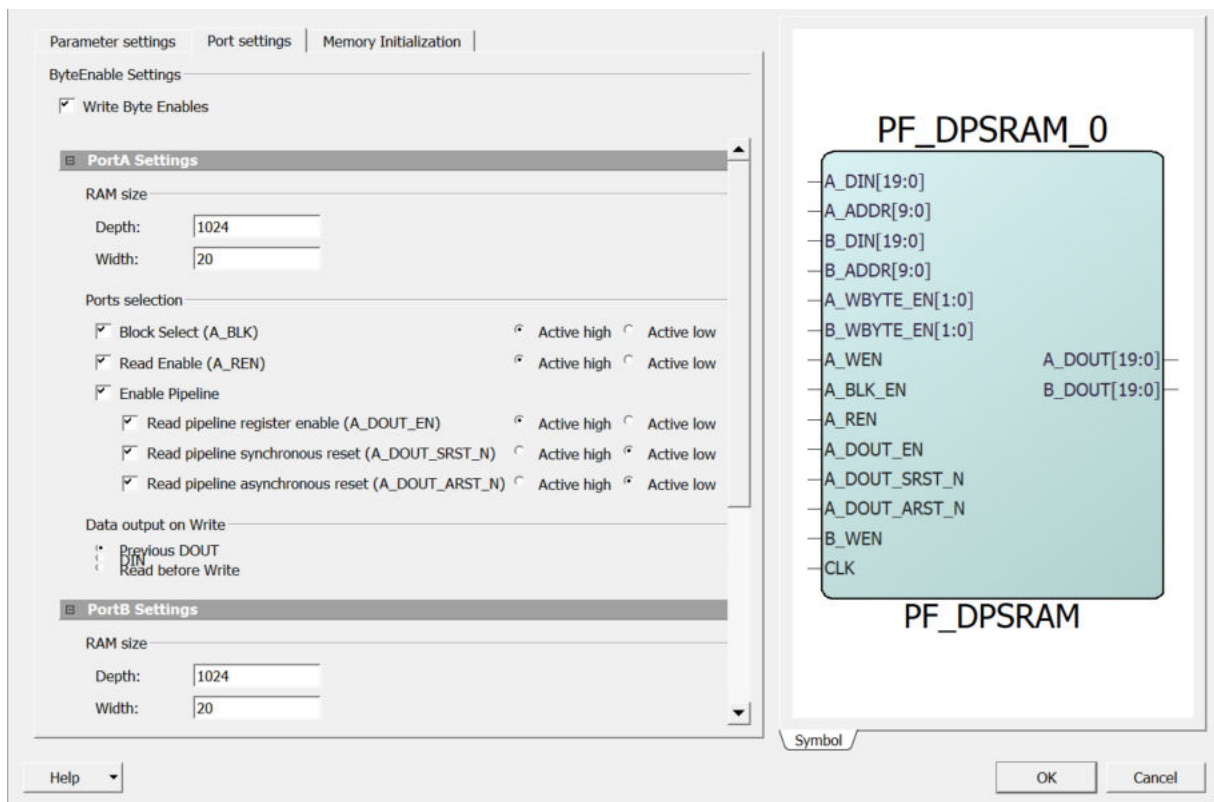 Parameter settings Port settings Memory Initialization
ByteEnable Settings
Write Byte Enables
PortA Settings
RAM size
Depth: 1024
Width: 20
Ports selection
Block Select (A_BLK) Active high Active low
Read Enable (A_REN) Active high Active low
Enable Pipeline
Read pipeline register enable (A_DOUT_EN) Active high Active low
Read pipeline synchronous reset (A_DOUT_SRST_N) Active high Active low
Read pipeline asynchronous reset (A_DOUT_ARST_N) Active high Active low
Data output on Write
Previous DOUT
DIN
Read before Write
PortB Settings
RAM size
Depth: 1024
Width: 20
Help
PF_DPSRAM_0
A_DIN[19:0]
A_ADDR[9:0]
B_DIN[19:0]
B_ADDR[9:0]
A_WBYTE_EN[1:0]
B_WBYTE_EN[1:0]
A_WEN A_DOUT[19:0]
A_BLK_EN B_DOUT[19:0]
A_REN
A_DOUT_EN
A_DOUT_SRST_N
A_DOUT_ARST_N
B_WEN
CLK
PF_DPSRAM
Symbol
OK Cancel